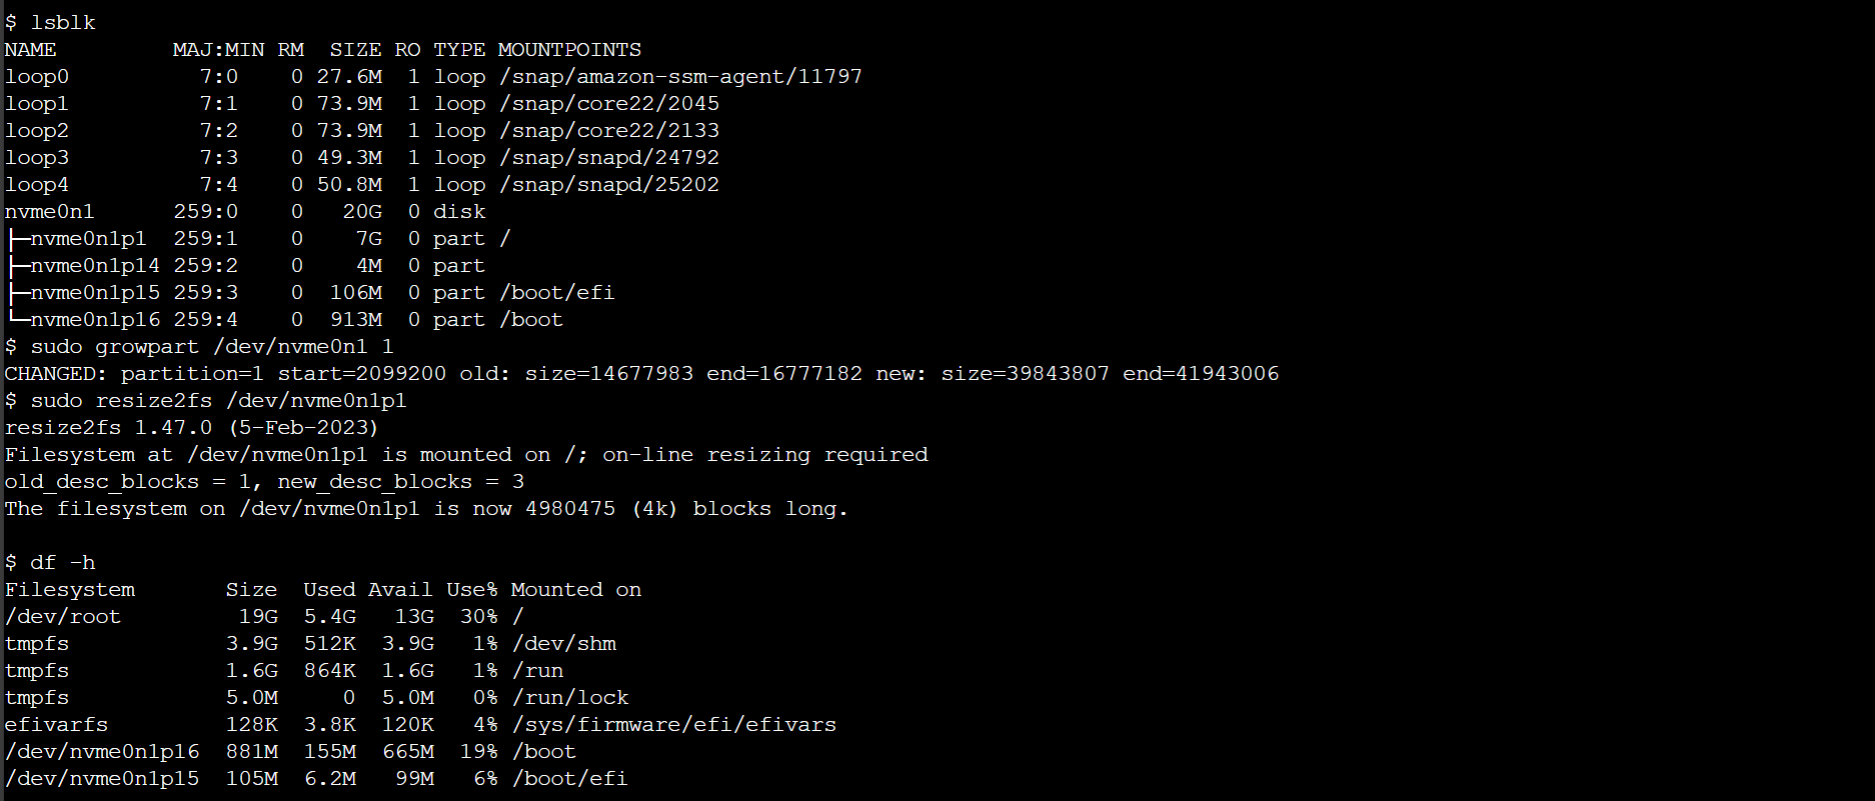 $ lsblk
NAME         MAJ:MIN RM  SIZE RO TYPE MOUNTPOINTS
loop0          7:0    0 27.6M  1 loop /snap/amazon-ssm-agent/11797
loop1          7:1    0 73.9M  1 loop /snap/core22/2045
loop2          7:2    0 73.9M  1 loop /snap/core22/2133
loop3          7:3    0 49.3M  1 loop /snap/snapd/24792
loop4          7:4    0 50.8M  1 loop /snap/snapd/25202
nvme0n1      259:0    0   20G  0 disk
├─nvme0n1p1  259:1    0    7G  0 part /
├─nvme0n1p14 259:2    0    4M  0 part
├─nvme0n1p15 259:3    0  106M  0 part /boot/efi
└─nvme0n1p16 259:4    0  913M  0 part /boot
$ sudo growpart /dev/nvme0n1 1
CHANGED: partition=1 start=2099200 old: size=14677983 end=16777182 new: size=39843807 end=41943006
$ sudo resize2fs /dev/nvme0n1p1
resize2fs 1.47.0 (5-Feb-2023)
Filesystem at /dev/nvme0n1p1 is mounted on /; on-line resizing required
old_desc_blocks = 1, new_desc_blocks = 3
The filesystem on /dev/nvme0n1p1 is now 4980475 (4k) blocks long.

$ df -h
Filesystem       Size  Used Avail Use% Mounted on
/dev/root         19G  5.4G   13G  30% /
tmpfs            3.9G  512K  3.9G   1% /dev/shm
tmpfs            1.6G  864K  1.6G   1% /run
tmpfs            5.0M     0  5.0M   0% /run/lock
efivarfs         128K  3.8K  120K   4% /sys/firmware/efi/efivars
/dev/nvme0n1p16  881M  155M  665M  19% /boot
/dev/nvme0n1p15  105M  6.2M   99M   6% /boot/efi